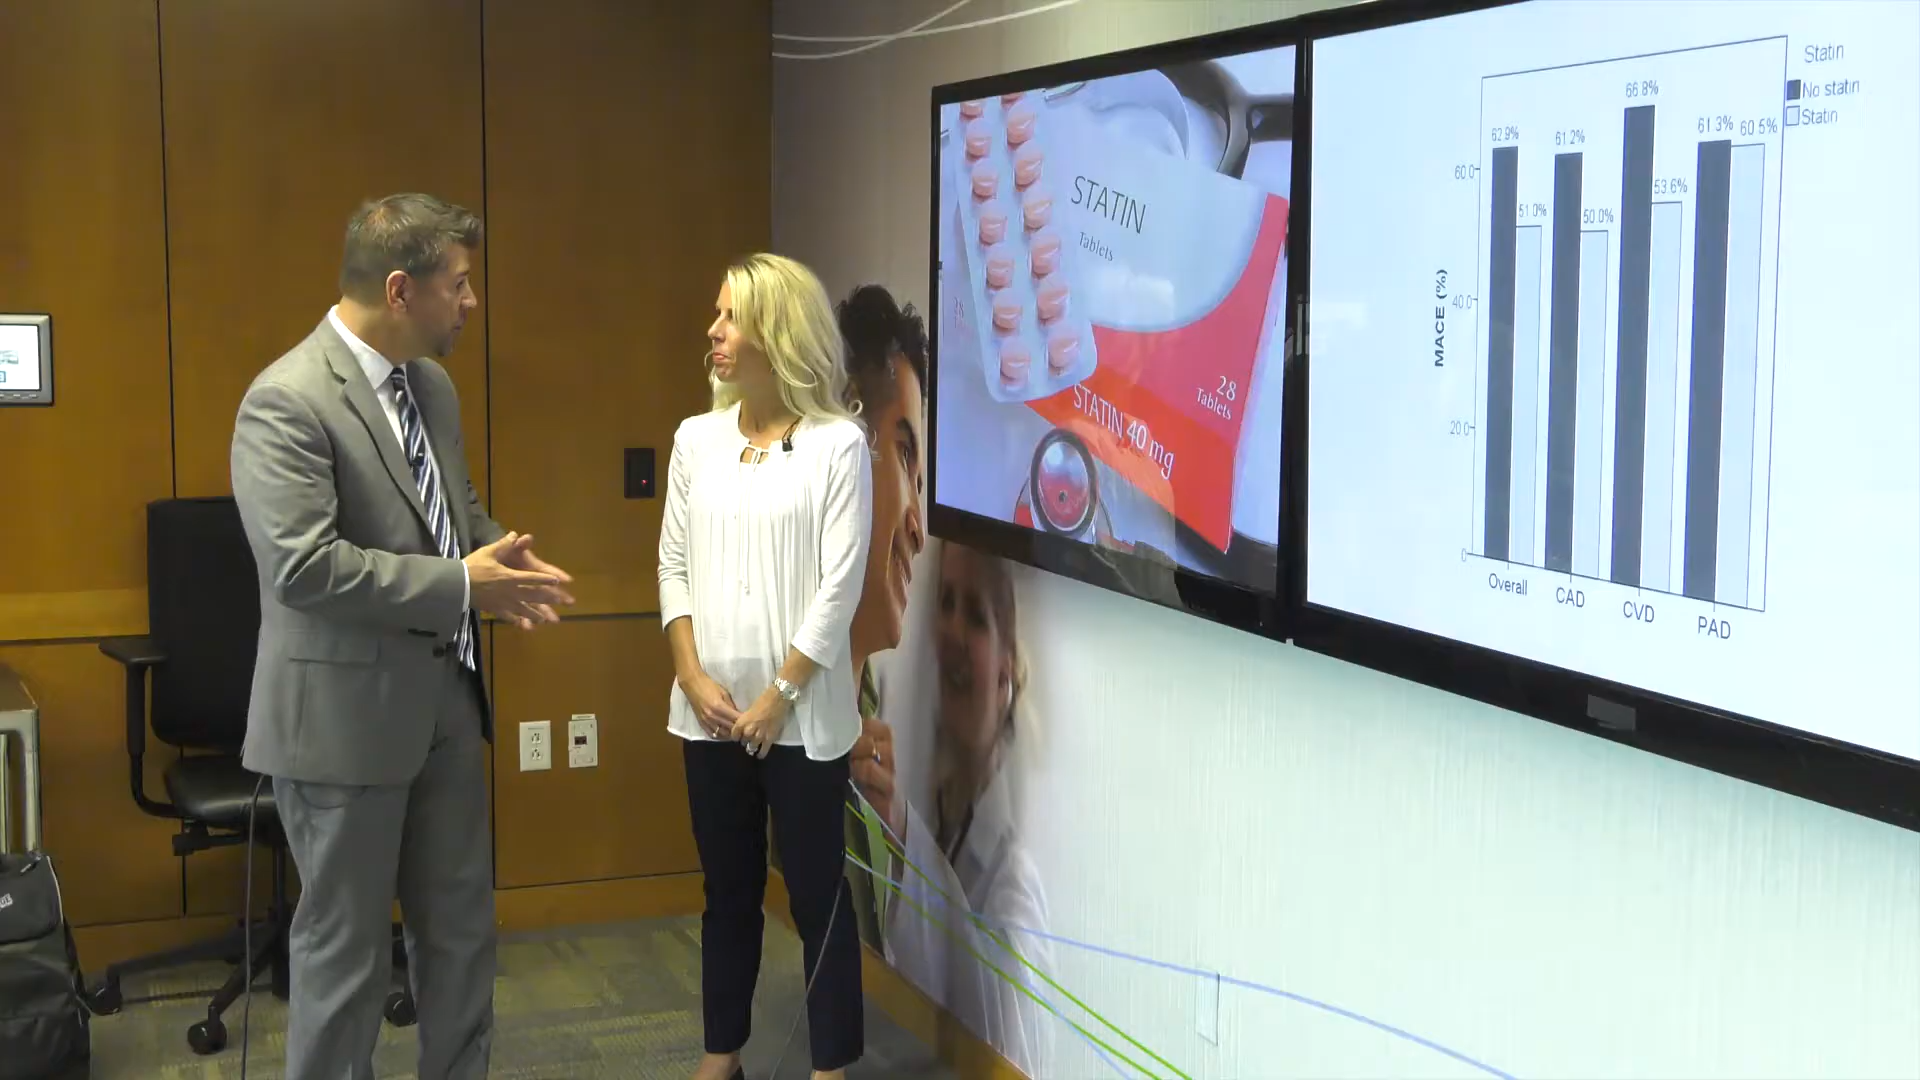 STATIN
Tablets
28
Tablets
STATIN 40 mg
Statin
No statin
Statin
62.9%
51.0%
61.2%
50.0%
66.8%
53.6%
61.3%
60.5%
MACE (%)
60.0
40.0
20.0
0
Overall
CAD
CVD
PAD